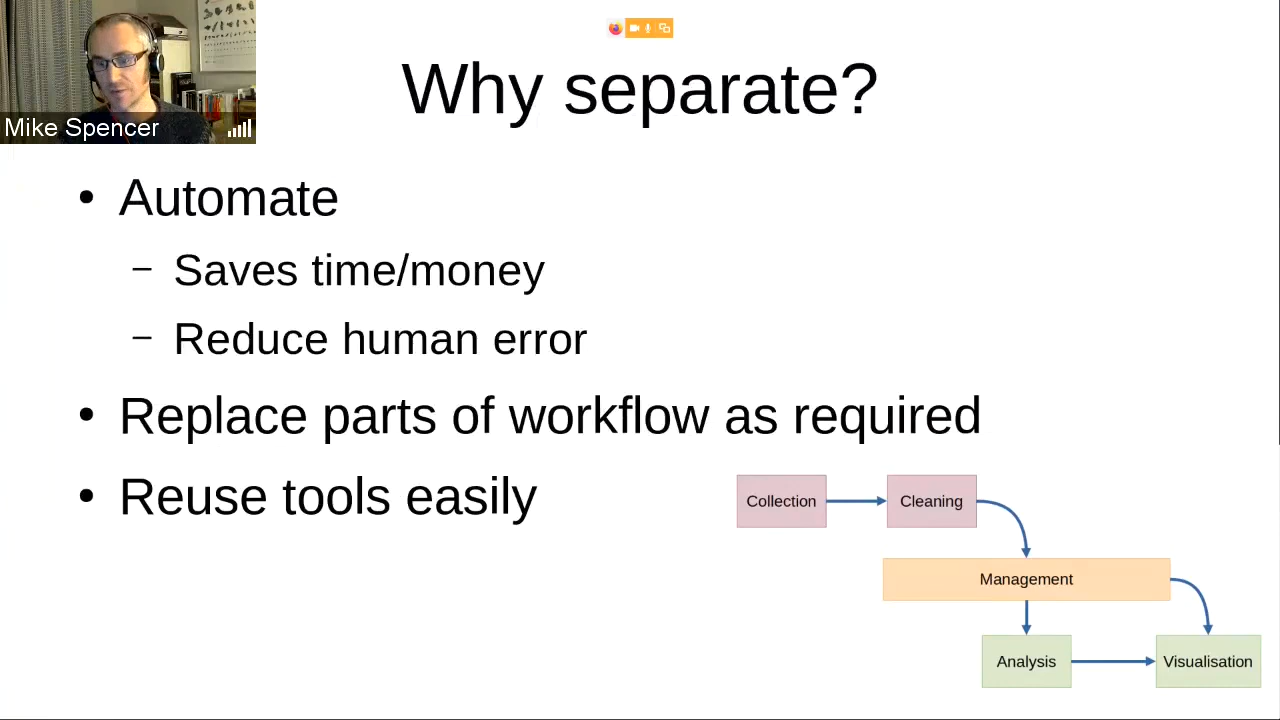 Mike Spencer
Why separate?
• Automate
– Saves time/money
– Reduce human error
• Replace parts of workflow as required
• Reuse tools easily
Collection
Cleaning
Management
Analysis
Visualisation